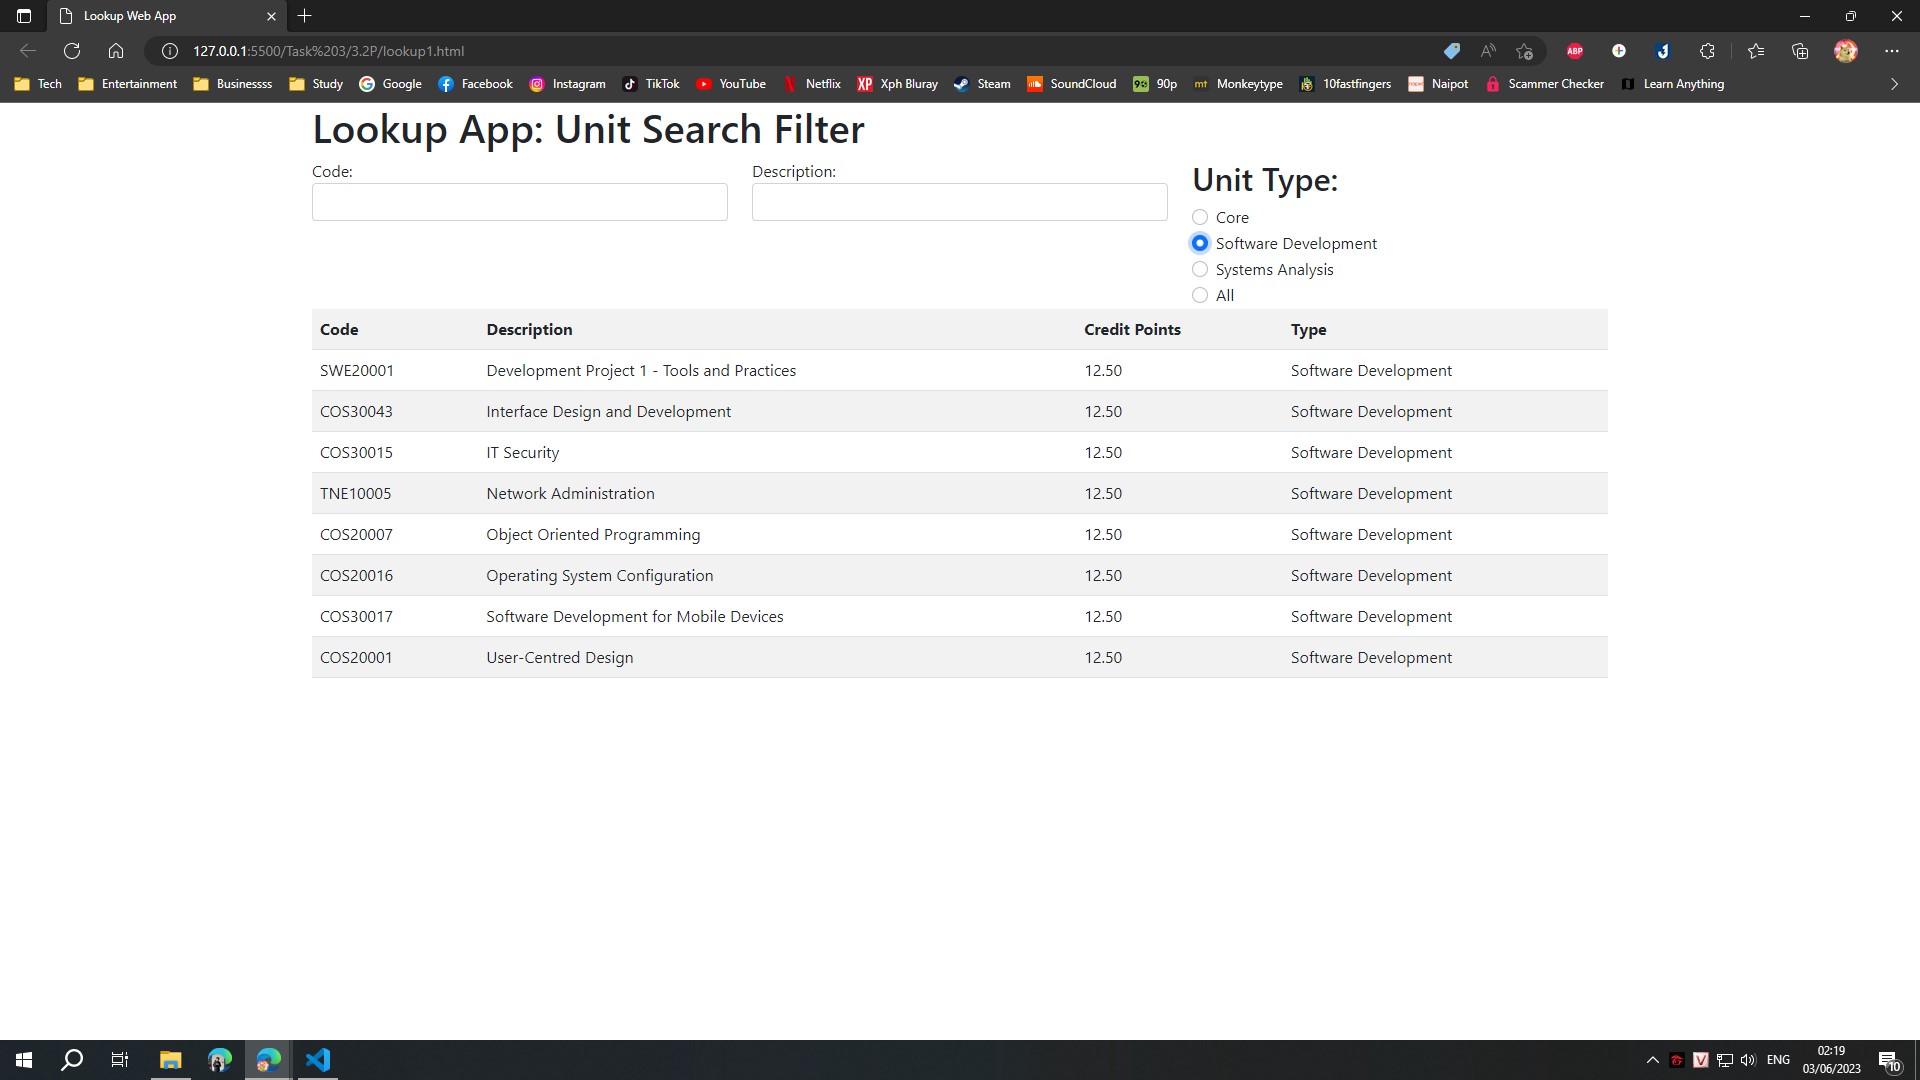 Lookup Web App
127.0.0.1:5500/Task%203/3.2P/lookup1.html
ABP
Tech Entertainment Businessss Study Google Facebook Instagram TikTok YouTube Netflix XP Xph Bluray Steam SoundCloud 90p mt Monkeytype 10fastfingers Naipot Scammer Checker Learn Anything
Lookup App: Unit Search Filter
Code:
Description:
Unit Type:
Core
Software Development
Systems Analysis
All
Code Description Credit Points Type
SWE20001 Development Project 1 - Tools and Practices 12.50 Software Development
COS30043 Interface Design and Development 12.50 Software Development
COS30015 IT Security 12.50 Software Development
TNE10005 Network Administration 12.50 Software Development
COS20007 Object Oriented Programming 12.50 Software Development
COS20016 Operating System Configuration 12.50 Software Development
COS30017 Software Development for Mobile Devices 12.50 Software Development
COS20001 User-Centred Design 12.50 Software Development
V ENG 02:19
03/06/2023
10